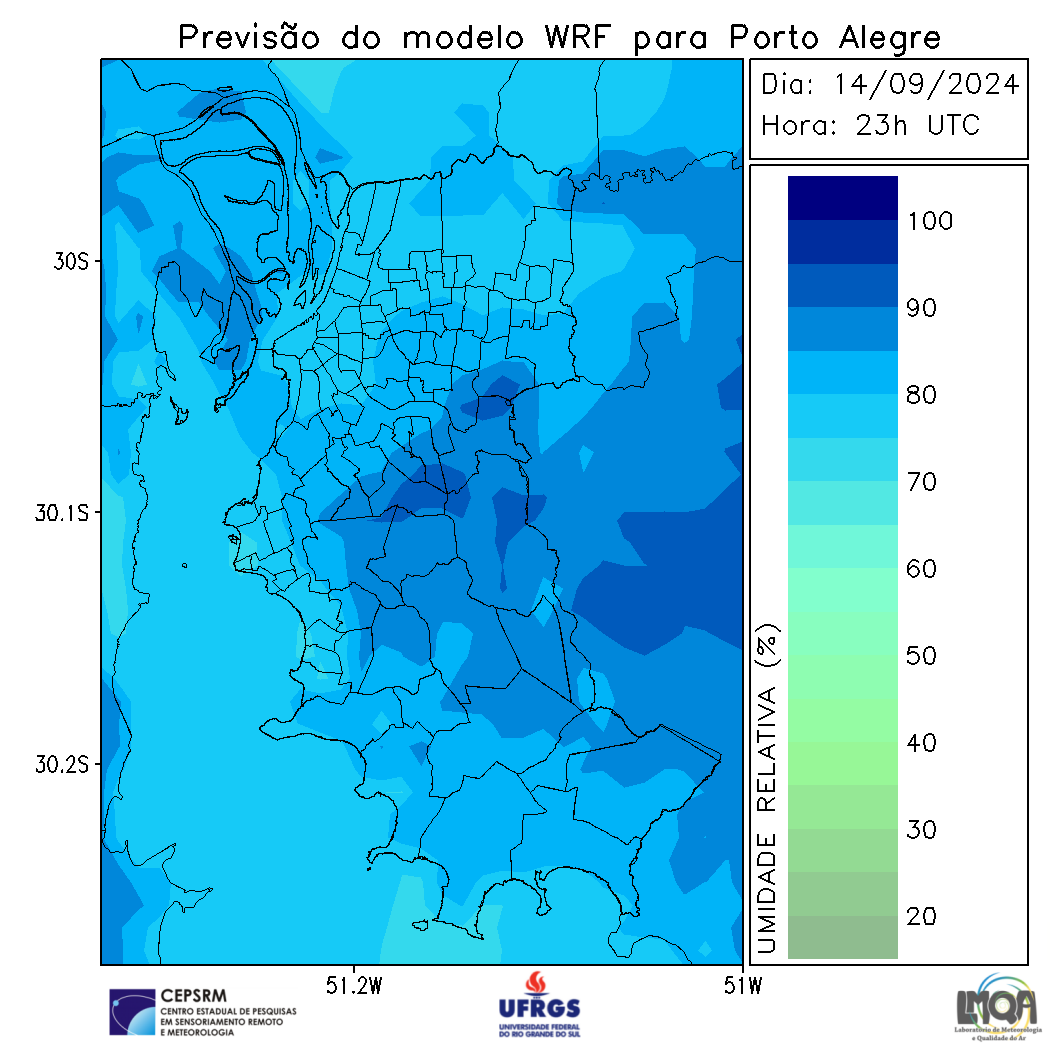 Previsão do modelo WRF para Porto Alegre
Dia: 14/09/2024
Hora: 23h UTC
30S
30.1S
30.2S
51.2W
51W
100
90
80
70
60
50
40
30
20
UMIDADE RELATIVA (%)
CEPSRM
CENTRO ESTADUAL DE PESQUISAS
EM SENSORIAMENTO REMOTO
E METEOROLOGIA
UFRGS
UNIVERSIDADE FEDERAL
DO RIO GRANDE DO SUL
LMQA
Laboratório de Meteorologia
e Qualidade do Ar